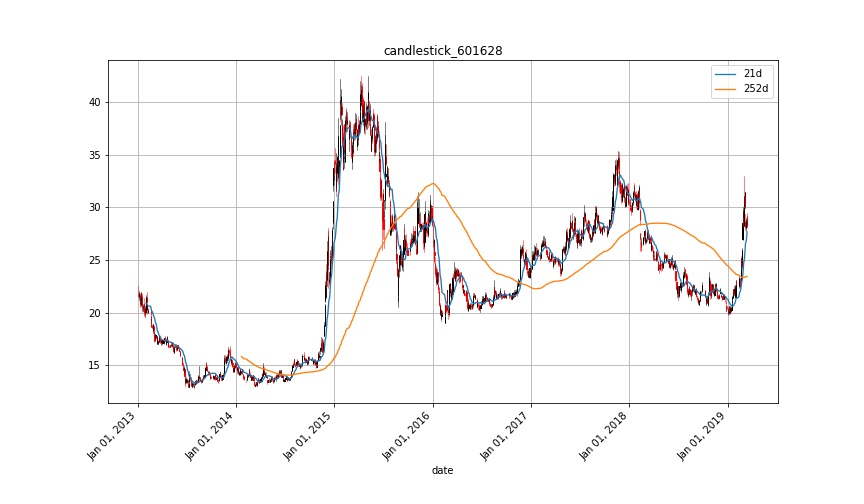 candlestick_601628
21d
252d
40
35
30
25
20
15
Jan 01, 2013
Jan 01, 2014
Jan 01, 2015
Jan 01, 2016
Jan 01, 2017
Jan 01, 2018
Jan 01, 2019
date